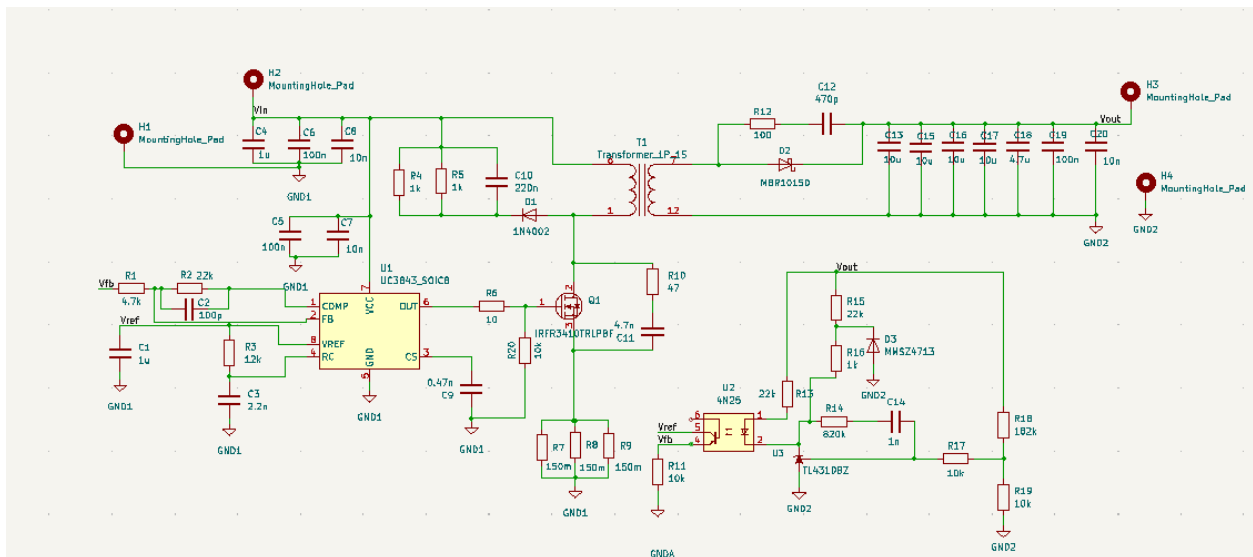 H2
MountingHole_Pad
H1
MountingHole_Pad
Vin
C4
1u
C6
100n
C8
10n
GND1
R4
1k
R5
1k
C10
220n
D1
1N4002
T1
Transformer_1P_1S
6
1
7
12
R12
100
C12
470p
D2
MBR1015D
H3
MountingHole_Pad
Vout
C13
10u
C15
10u
C16
10u
C17
10u
C18
4.7u
C19
100n
C20
10n
H4
MountingHole_Pad
GND2
GND2
C5
100n
C7
10n
GND1
U1
UC3843_SOIC8
Vfb
R1
4.7k
R2
22k
C2
100p
Vref
C1
1u
GND1
R3
12k
C3
2.2n
GND1
1
COMP
2
FB
8
VREF
4
RC
7
VCC
GND
5
OUT
6
CS
3
GND1
0.47n
C9
GND1
R6
10
R20
10k
1
2
3
Q1
IRFR3410TRLPBF
R10
47
4.7n
C11
R7
150m
R8
150m
R9
150m
GND1
U2
4N25
6
5
4
1
2
Vref
Vfb
R11
10k
GNDA
22k
R13
Vout
R15
22k
R16
1k
D3
MWSZ4713
GND2
R14
820k
C14
1n
U3
TL431DBZ
GND2
R17
10k
R18
182k
R19
10k
GND2